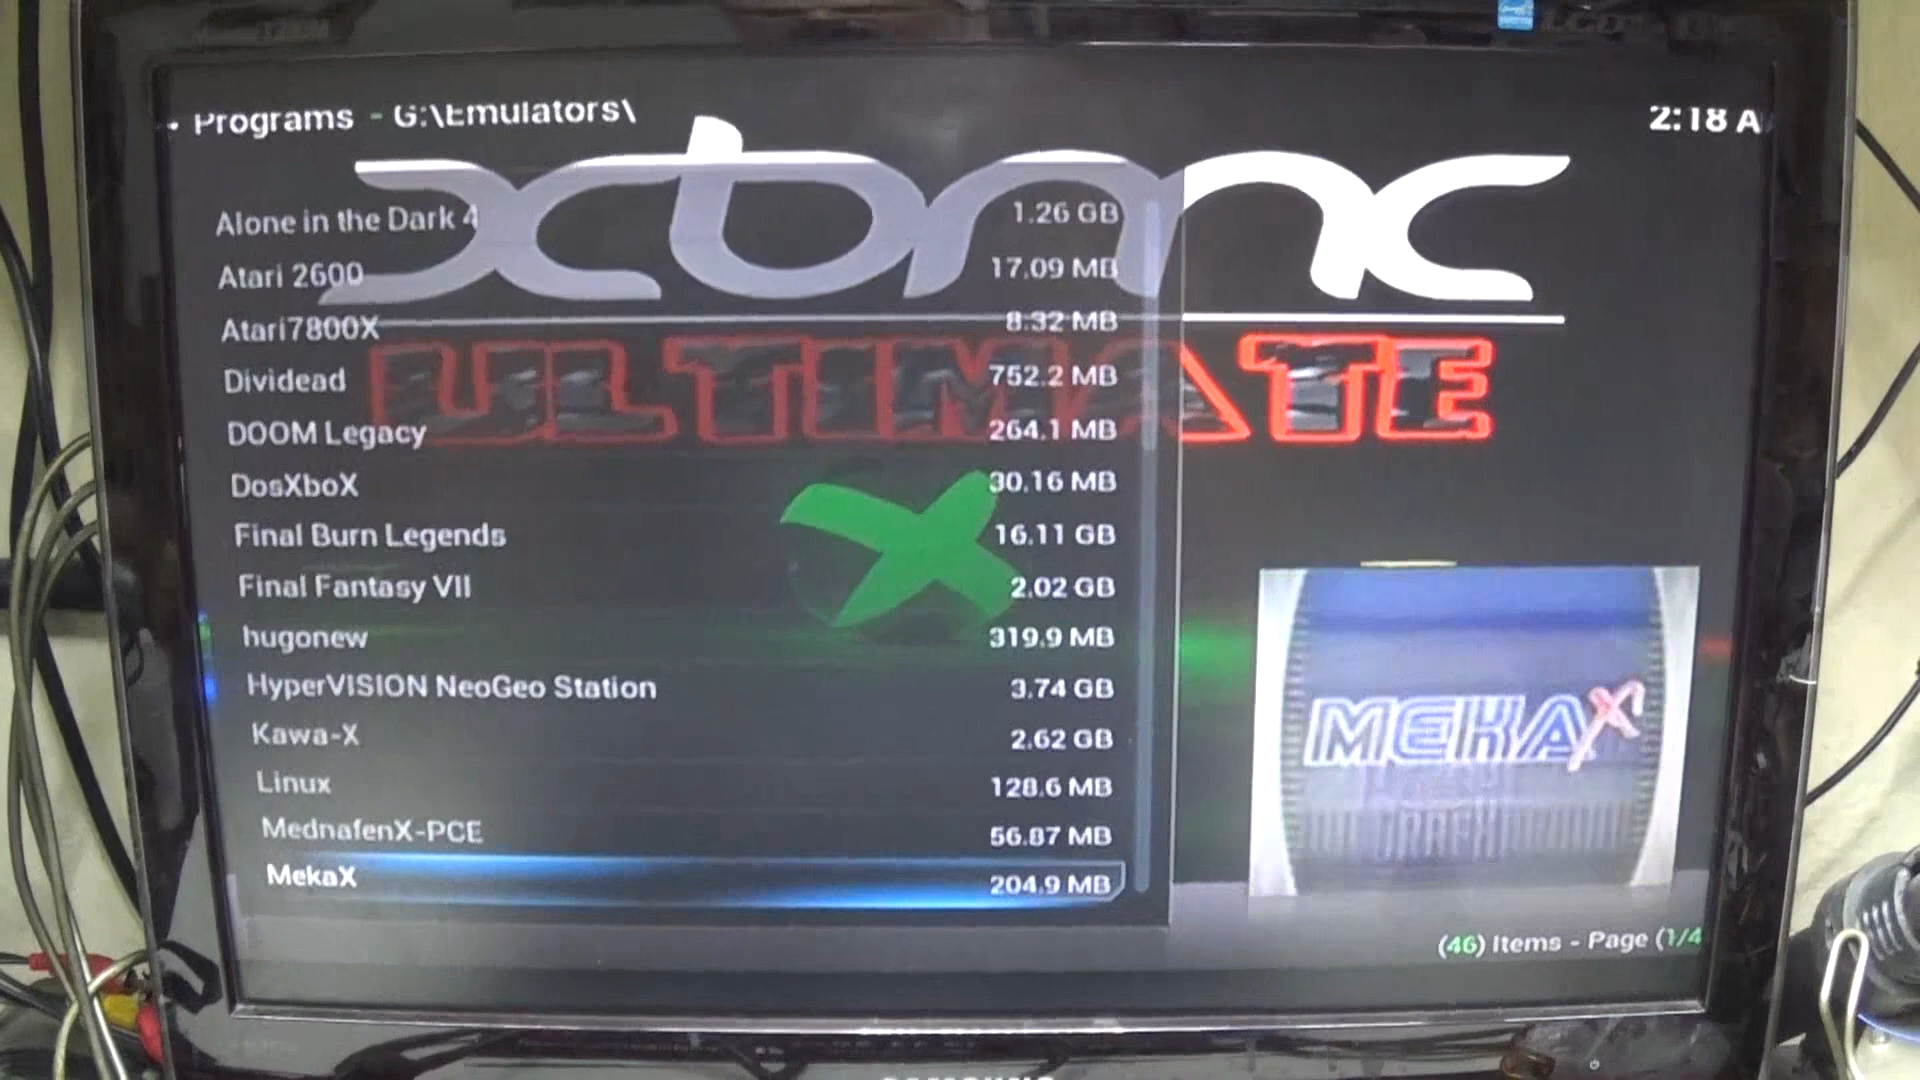 Programs - G:\Emulators\
2:18 A
xbmc
ULTIMATE
Alone in the Dark 4 1.26 GB
Atari 2600 17.09 MB
Atari7800X 8.32 MB
Dividead 752.2 MB
DOOM Legacy 264.1 MB
DosXboX 30.16 MB
Final Burn Legends 16.11 GB
Final Fantasy VII 2.02 GB
hugonew 319.9 MB
HyperVISION NeoGeo Station 3.74 GB
Kawa-X 2.62 GB
Linux 128.6 MB
MednafenX-PCE 56.87 MB
MekaX 204.9 MB
MEKAX
(46) Items - Page (1/4